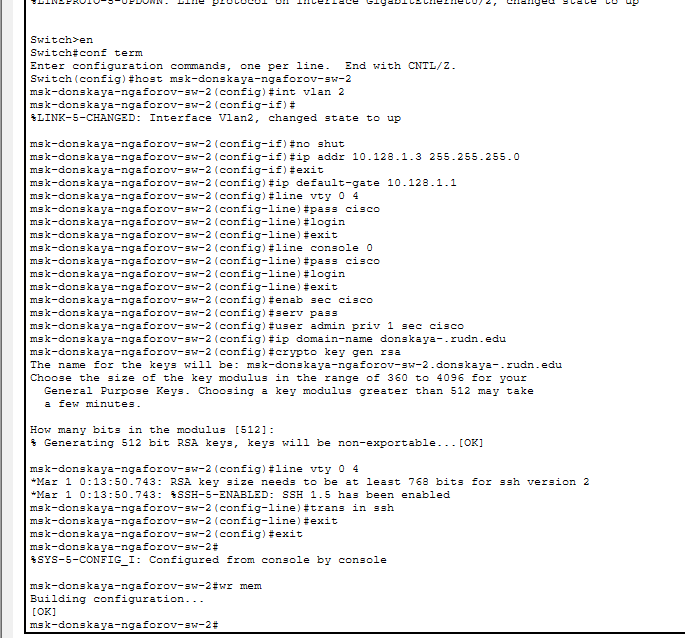 %LINEPROTO-5-UPDOWN: Line protocol on Interface GigabitEthernet0/2, changed state to up
Switch>en
Switch#conf term
Enter configuration commands, one per line.  End with CNTL/Z.
Switch(config)#host msk-donskaya-ngaforov-sw-2
msk-donskaya-ngaforov-sw-2(config)#int vlan 2
msk-donskaya-ngaforov-sw-2(config-if)#
%LINK-5-CHANGED: Interface Vlan2, changed state to up
msk-donskaya-ngaforov-sw-2(config-if)#no shut
msk-donskaya-ngaforov-sw-2(config-if)#ip addr 10.128.1.3 255.255.255.0
msk-donskaya-ngaforov-sw-2(config-if)#exit
msk-donskaya-ngaforov-sw-2(config)#ip default-gate 10.128.1.1
msk-donskaya-ngaforov-sw-2(config)#line vty 0 4
msk-donskaya-ngaforov-sw-2(config-line)#pass cisco
msk-donskaya-ngaforov-sw-2(config-line)#login
msk-donskaya-ngaforov-sw-2(config-line)#exit
msk-donskaya-ngaforov-sw-2(config)#line console 0
msk-donskaya-ngaforov-sw-2(config-line)#pass cisco
msk-donskaya-ngaforov-sw-2(config-line)#login
msk-donskaya-ngaforov-sw-2(config-line)#exit
msk-donskaya-ngaforov-sw-2(config)#enab sec cisco
msk-donskaya-ngaforov-sw-2(config)#serv pass
msk-donskaya-ngaforov-sw-2(config)#user admin priv 1 sec cisco
msk-donskaya-ngaforov-sw-2(config)#ip domain-name donskaya-.rudn.edu
msk-donskaya-ngaforov-sw-2(config)#crypto key gen rsa
The name for the keys will be: msk-donskaya-ngaforov-sw-2.donskaya-.rudn.edu
Choose the size of the key modulus in the range of 360 to 4096 for your
  General Purpose Keys. Choosing a key modulus greater than 512 may take
  a few minutes.
How many bits in the modulus [512]:
% Generating 512 bit RSA keys, keys will be non-exportable...[OK]
msk-donskaya-ngaforov-sw-2(config)#line vty 0 4
*Mar 1 0:13:50.743: RSA key size needs to be at least 768 bits for ssh version 2
*Mar 1 0:13:50.743: %SSH-5-ENABLED: SSH 1.5 has been enabled
msk-donskaya-ngaforov-sw-2(config-line)#trans in ssh
msk-donskaya-ngaforov-sw-2(config-line)#exit
msk-donskaya-ngaforov-sw-2(config)#exit
msk-donskaya-ngaforov-sw-2#
%SYS-5-CONFIG_I: Configured from console by console
msk-donskaya-ngaforov-sw-2#wr mem
Building configuration...
[OK]
msk-donskaya-ngaforov-sw-2#